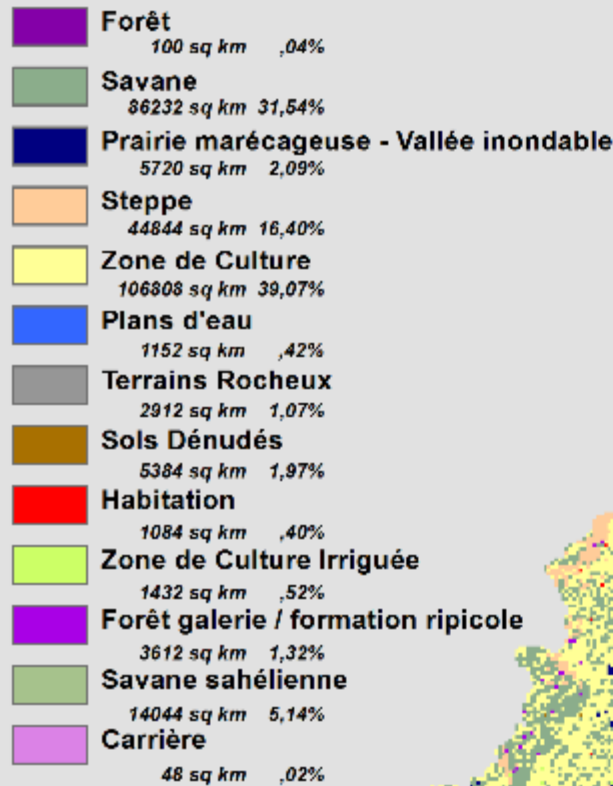 Forêt
100 sq km ,04%
Savane
86232 sq km 31,54%
Prairie marécageuse - Vallée inondable
5720 sq km 2,09%
Steppe
44844 sq km 16,40%
Zone de Culture
106808 sq km 39,07%
Plans d'eau
1152 sq km ,42%
Terrains Rocheux
2912 sq km 1,07%
Sols Dénudés
5384 sq km 1,97%
Habitation
1084 sq km ,40%
Zone de Culture Irriguée
1432 sq km ,52%
Forêt galerie / formation ripicole
3612 sq km 1,32%
Savane sahélienne
14044 sq km 5,14%
Carrière
48 sq km ,02%